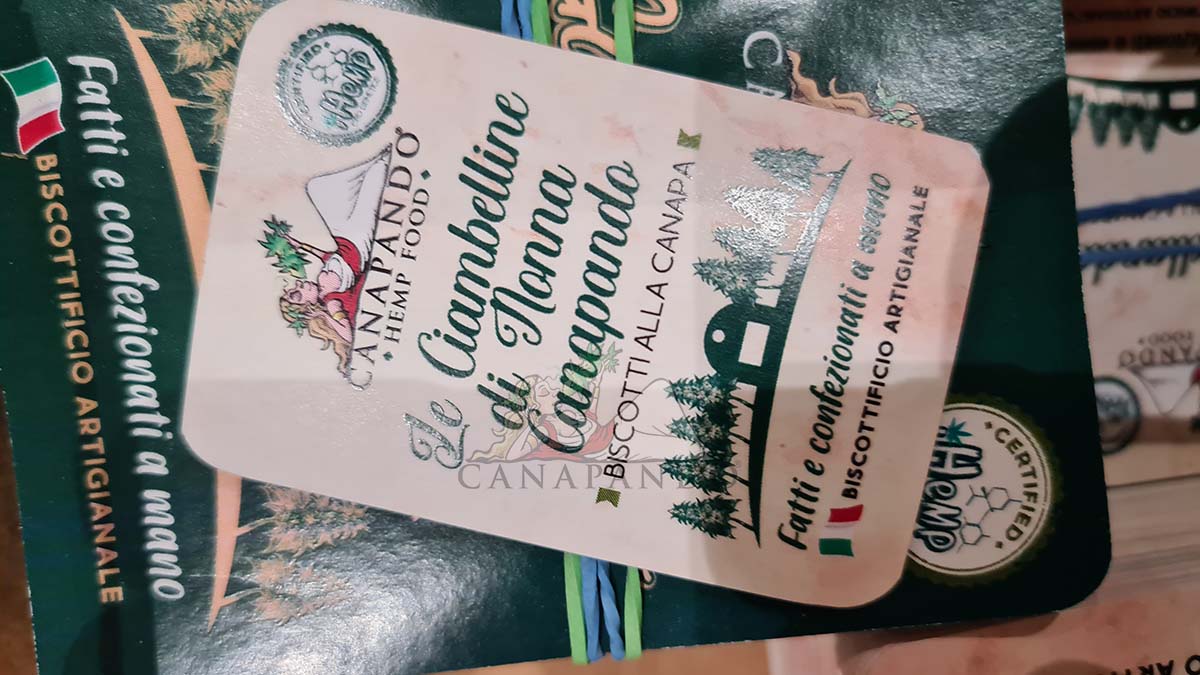 CERTIFIED
HeMP
CANAPANDO®
HEMP FOOD
Le Ciambelline
di Nonna
Canapando
BISCOTTI ALLA CANAPA
Fatti e confezionati a mano
BISCOTTIFICIO ARTIGIANALE
Fatti e confezionati a mano
BISCOTTIFICIO ARTIGIANALE
CERTIFIED
HeMP